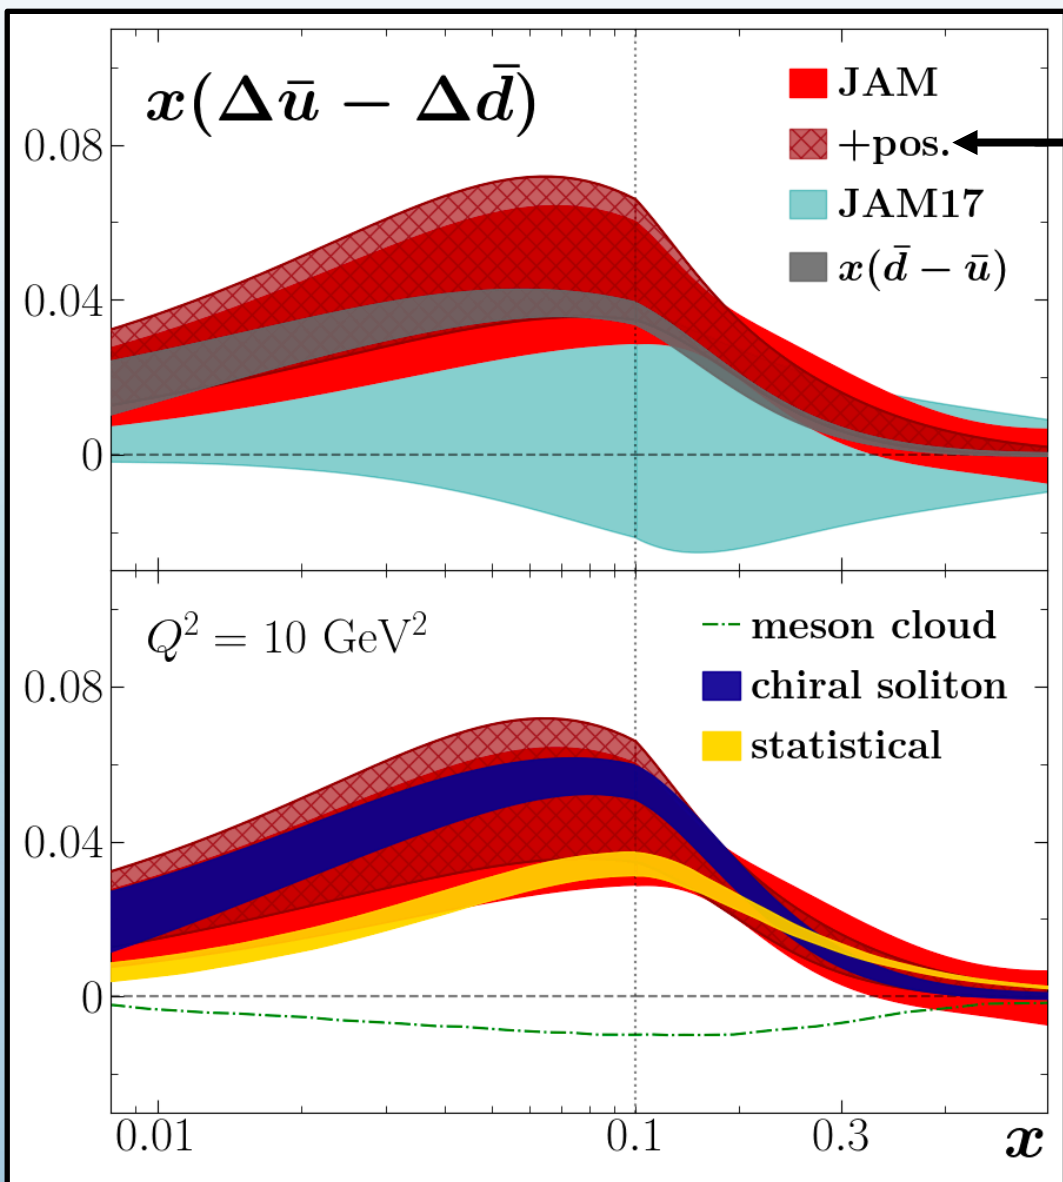 x(Δū − Δd̄)
JAM
+pos.
JAM17
x(d̄ − ū)
0.08
0.04
0
Q² = 10 GeV²
meson cloud
chiral soliton
statistical
0.08
0.04
0
0.01 0.1 0.3 x